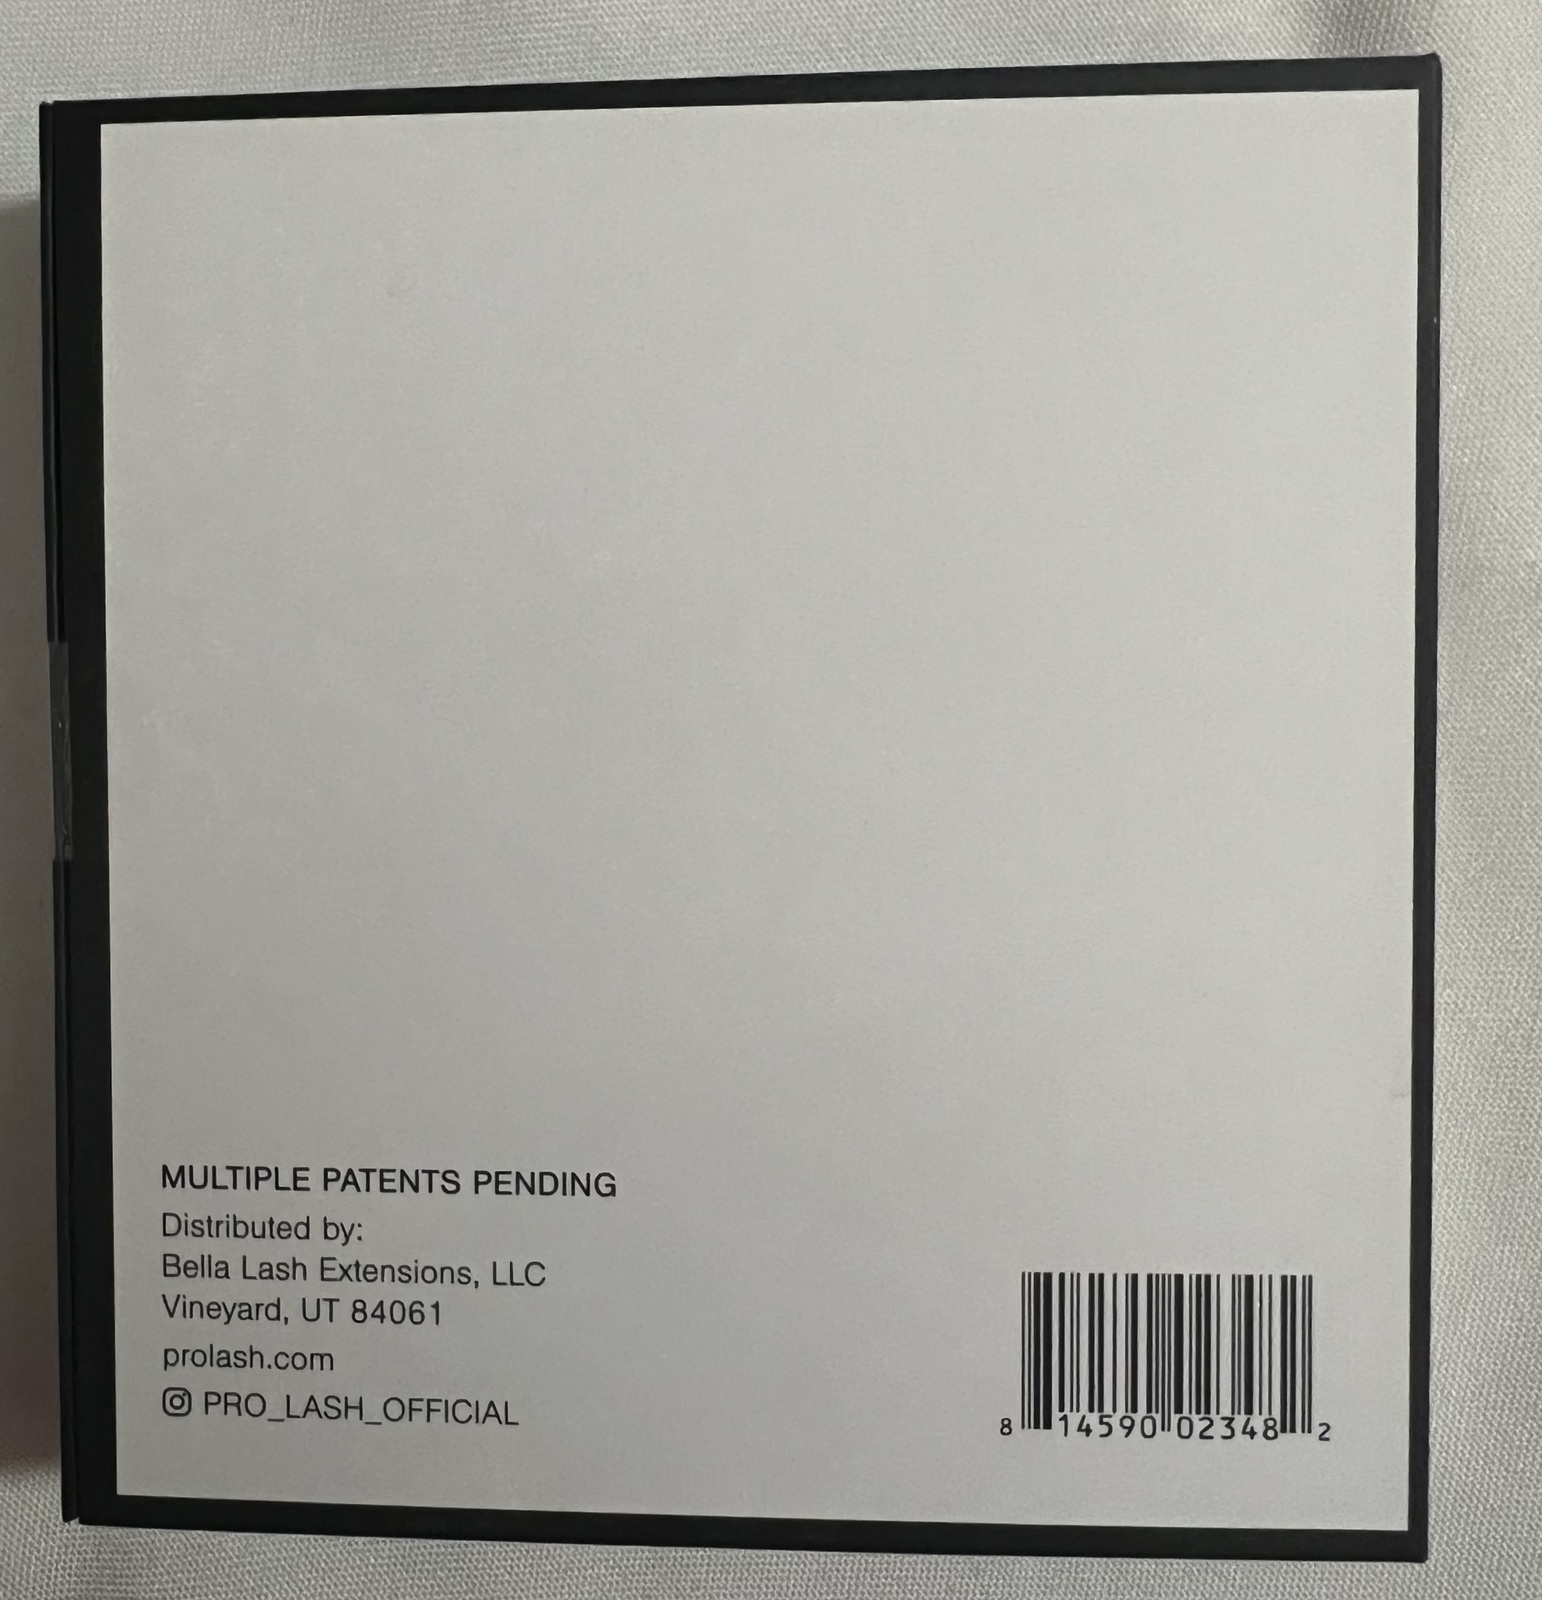 MULTIPLE PATENTS PENDING
Distributed by:
Bella Lash Extensions, LLC
Vineyard, UT 84061
prolash.com
PRO_LASH_OFFICIAL
8 14590 02348 2